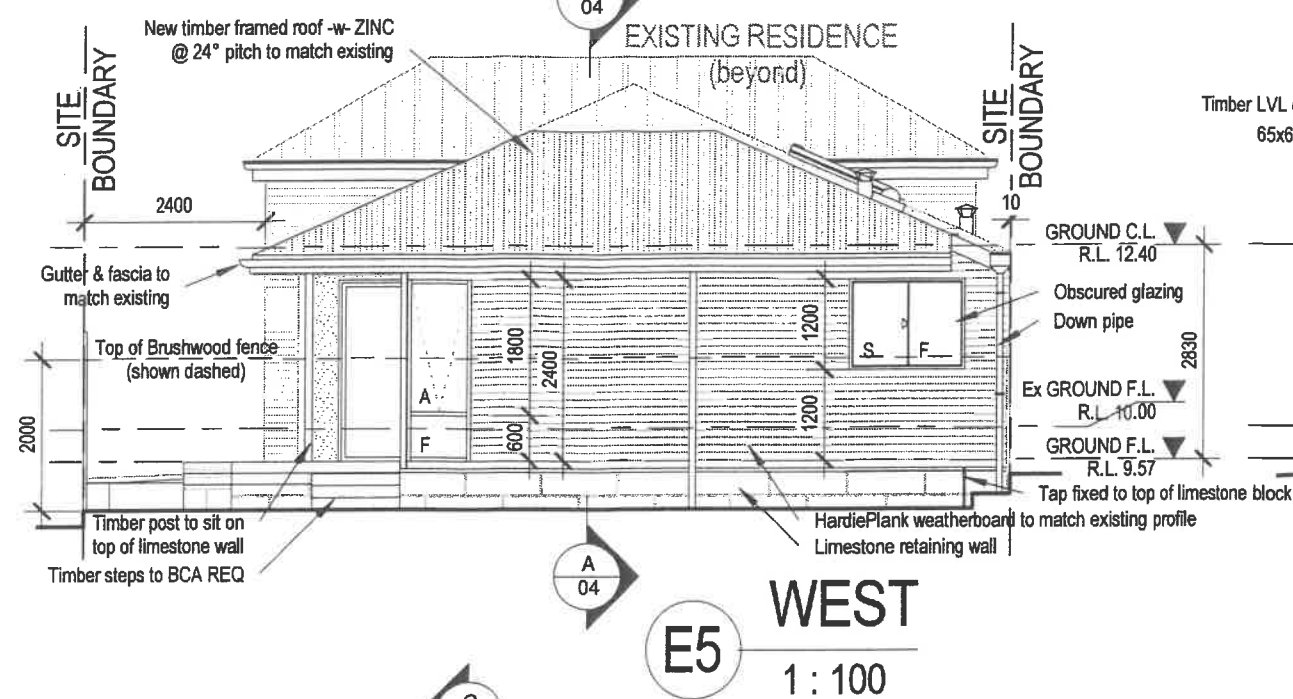 04
New timber framed roof -w- ZINC
@ 24° pitch to match existing
EXISTING RESIDENCE
(beyond)
SITE
BOUNDARY
SITE
BOUNDARY
Timber LVL
2400
10
GROUND C.L.
R.L. 12.40
Gutter & fascia to
match existing
Obscured glazing
Down pipe
Top of Brushwood fence
(shown dashed)
1800
2400
1200
S F
2830
A
F
2000
600
1200
Ex GROUND F.L.
R.L. 10.00
GROUND F.L.
R.L. 9.57
Tap fixed to top of limestone block
Timber post to sit on
top of limestone wall
HardiePlank weatherboard to match existing profile
Limestone retaining wall
Timber steps to BCA REQ
A
04
E5
WEST
1 : 100